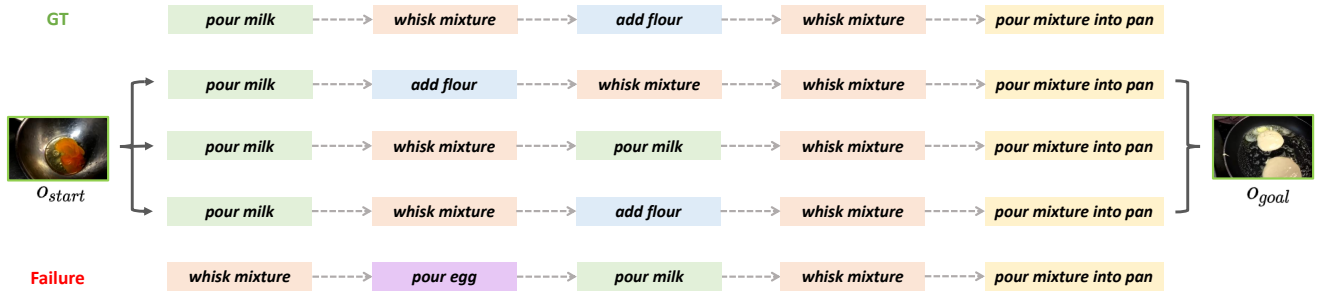 GT pour milk whisk mixture add flour whisk mixture pour mixture into pan
pour milk add flour whisk mixture whisk mixture pour mixture into pan
pour milk whisk mixture pour milk whisk mixture pour mixture into pan
o_start o_goal
pour milk whisk mixture add flour whisk mixture pour mixture into pan
Failure whisk mixture pour egg pour milk whisk mixture pour mixture into pan